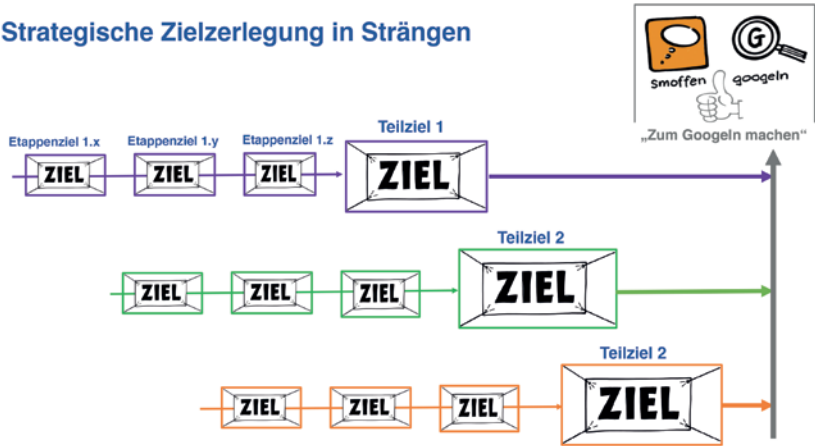 Strategische Zielzerlegung in Strängen
G
smoffen googeln
„Zum Googeln machen“
Etappenziel 1.x Etappenziel 1.y Etappenziel 1.z Teilziel 1
ZIEL ZIEL ZIEL ZIEL
Teilziel 2
ZIEL ZIEL ZIEL ZIEL
Teilziel 2
ZIEL ZIEL ZIEL ZIEL